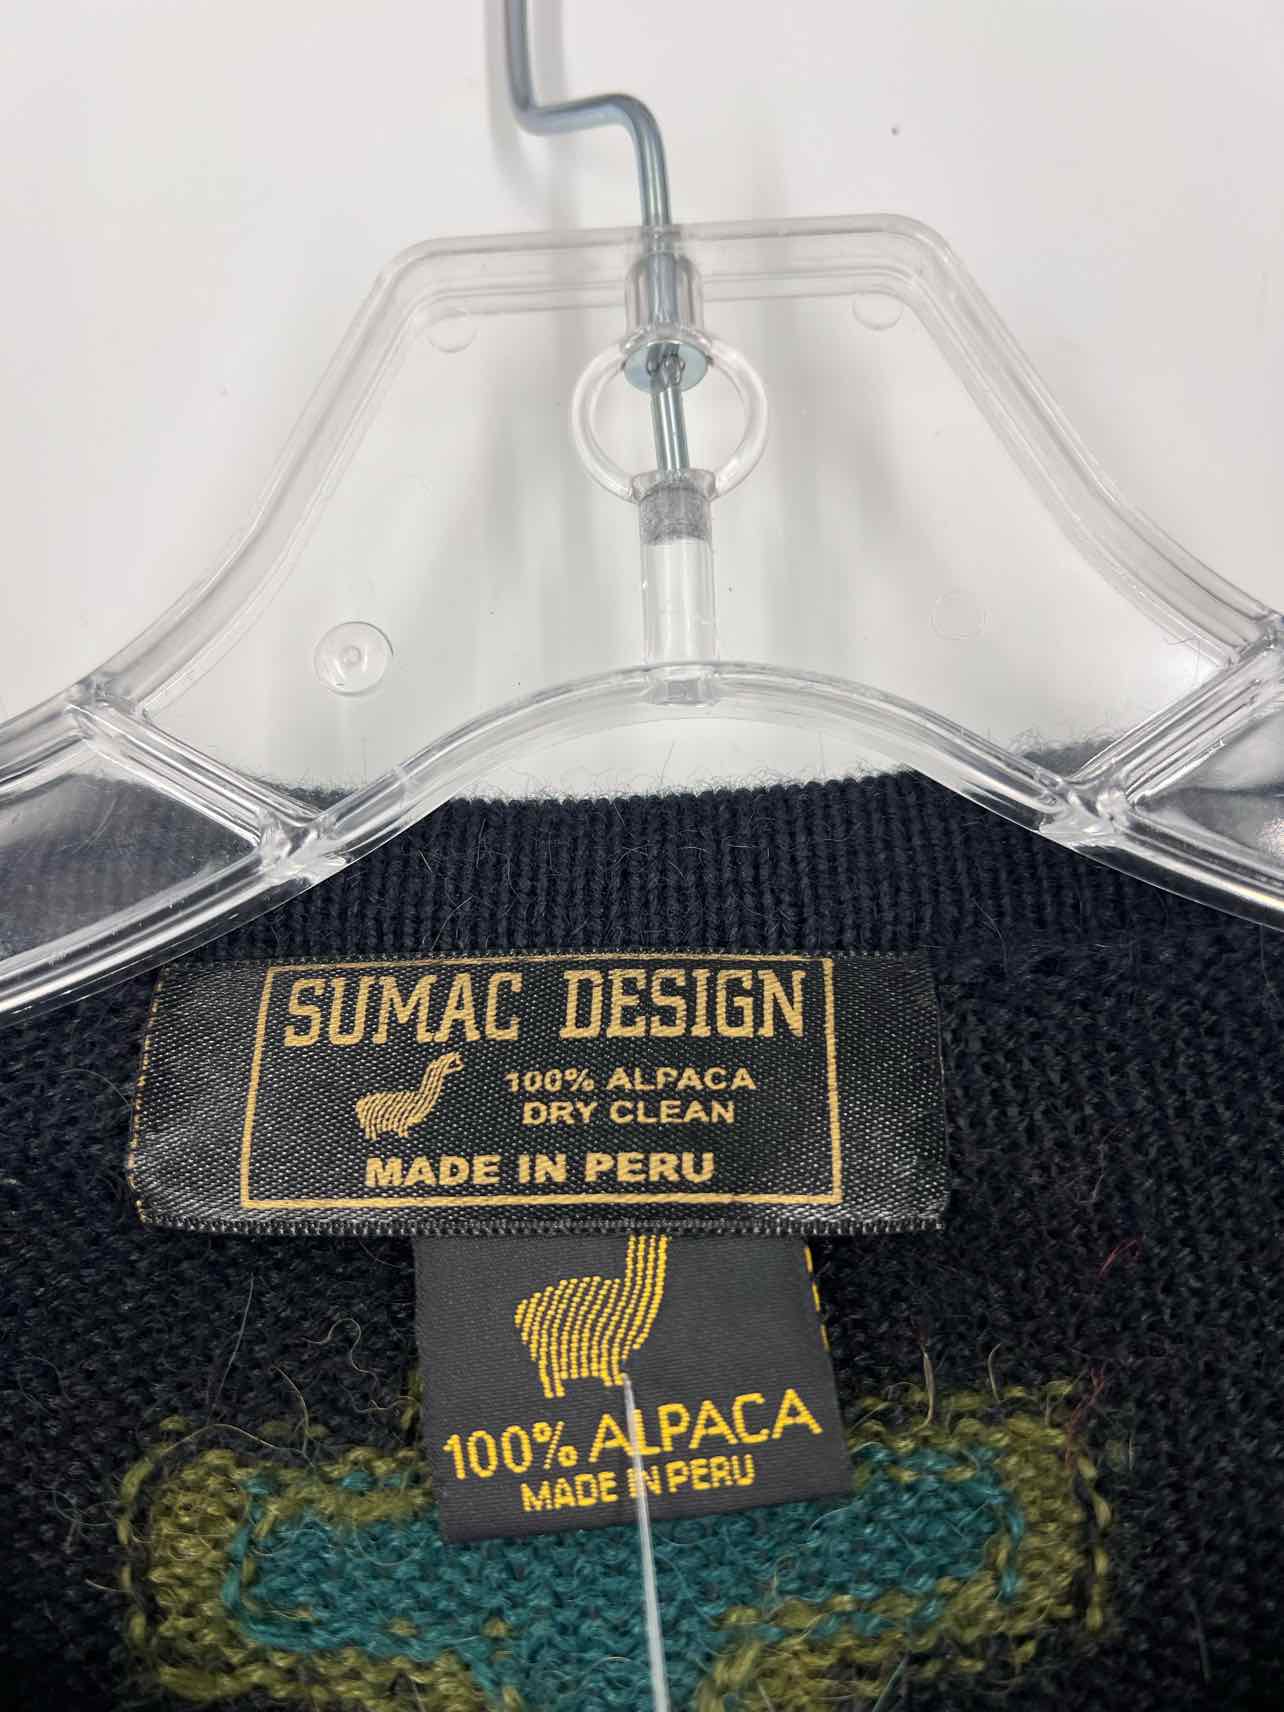 SUMAC DESIGN
100% ALPACA
DRY CLEAN
MADE IN PERU
100% ALPACA
MADE IN PERU